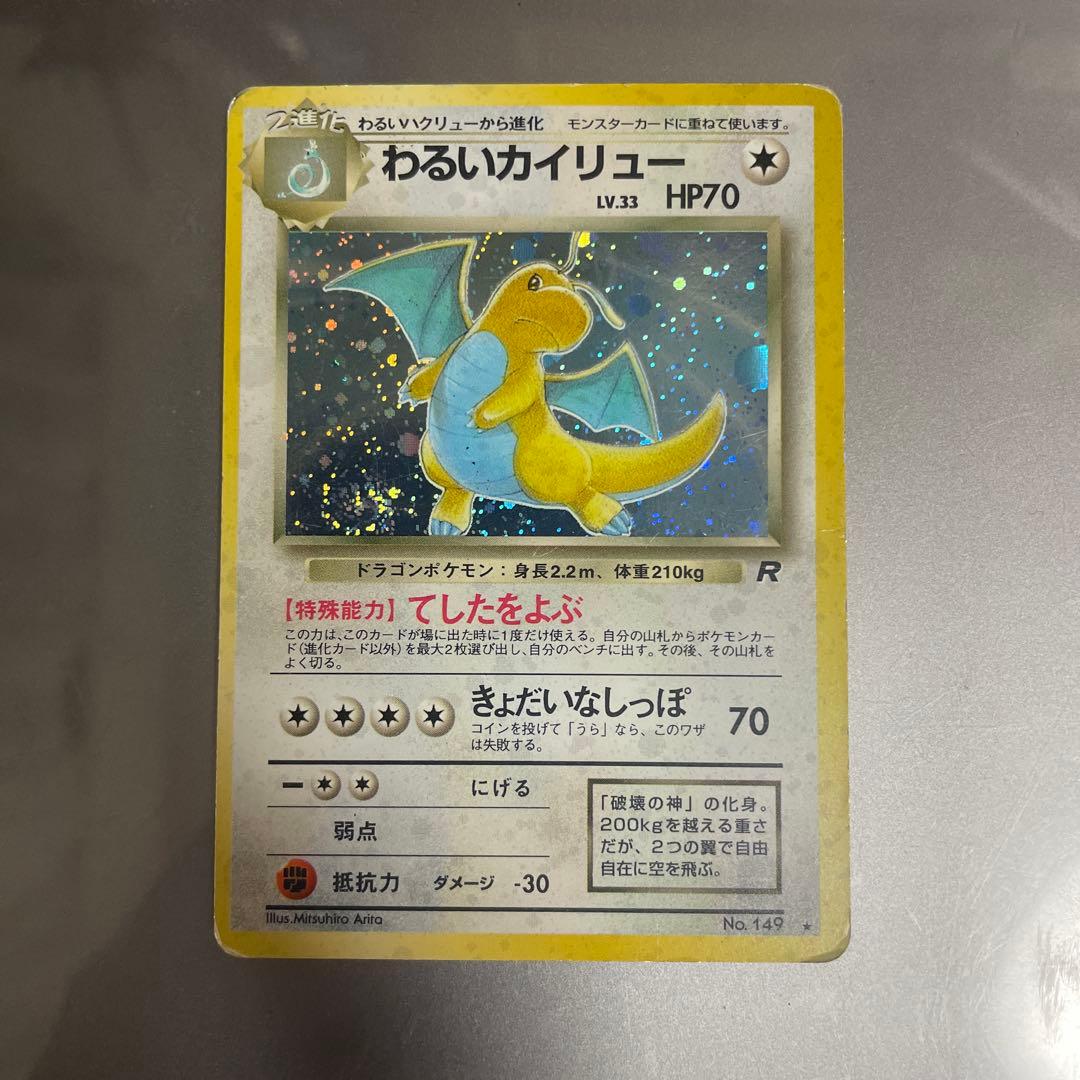 2進化 わるいハクリューから進化 モンスターカードに重ねて使います。
わるいカイリュー
LV.33 HP70
ドラゴンポケモン：身長2.2m、体重210kg R
【特殊能力】てしたをよぶ
この力は、このカードが場に出た時に1度だけ使える。自分の山札からポケモンカー
ド(進化カード以外)を最大2枚選び出し、自分のベンチに出す。その後、その山札を
よく切る。
きょだいなしっぽ 70
コインを投げて「うら」なら、このワザ
は失敗する。
にげる
弱点
抵抗力 ダメージ -30
「破壊の神」の化身。
200kgを越える重さ
だが、2つの翼で自由
自在に空を飛ぶ。
Illus.Mitsuhiro Arita No. 149 ★